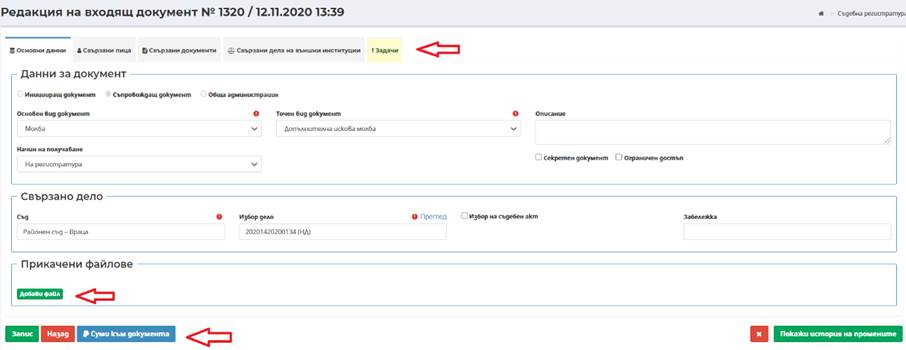 Редакция на входящ документ № 1320 / 12.11.2020 13:39
Съдебна регистратура
Основни данни Свързани лица Свързани документи Свързани дела на външни институции ! Задачи
Данни за документ
Иницииращ документ Съпровождащ документ Обща администрация
Основен вид документ Точен вид документ Описание
Молба Допълнителна искова молба
Начин на получаване
На регистратура Секретен документ Ограничен достъп
Свързано дело
Съд Избор дело Преглед Избор на съдебен акт Забележка
Районен съд – Враца 20201420200134 (НД)
Прикачени файлове
Добави файл
Запис Назад Суми към документа Покажи история на промените